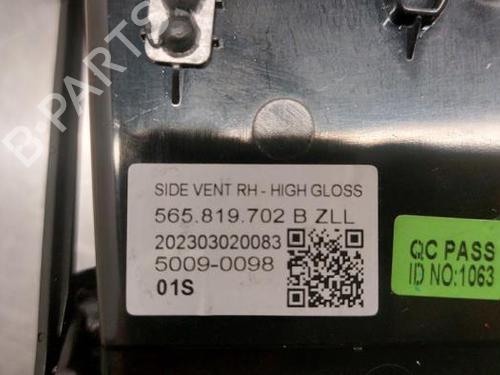 B-PARTS
SIDE VENT RH - HIGH GLOSS
565.819.702 B ZLL
202303020083
5009-0098
01S
QC PASS
ID NO:1063